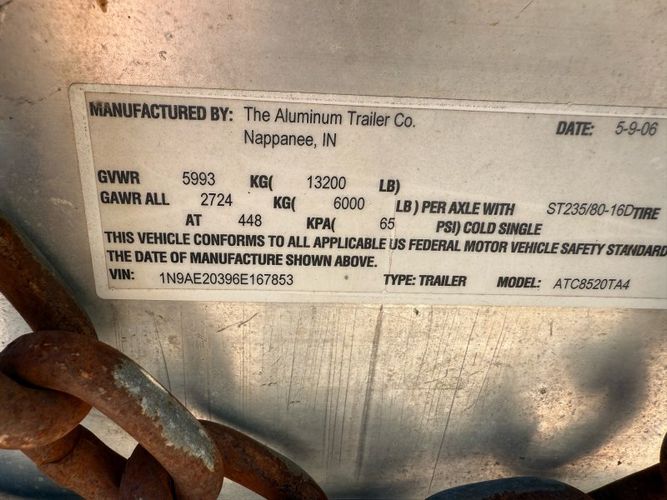 MANUFACTURED BY: The Aluminum Trailer Co. DATE: 5-9-06
Nappanee, IN
GVWR 5993 KG( 13200 LB)
GAWR ALL 2724 KG( 6000 LB ) PER AXLE WITH ST235/80-16D TIRE
AT 448 KPA( 65 PSI) COLD SINGLE
THIS VEHICLE CONFORMS TO ALL APPLICABLE US FEDERAL MOTOR VEHICLE SAFETY STANDARD
THE DATE OF MANUFACTURE SHOWN ABOVE.
VIN: 1N9AE20396E167853 TYPE: TRAILER MODEL: ATC8520TA4